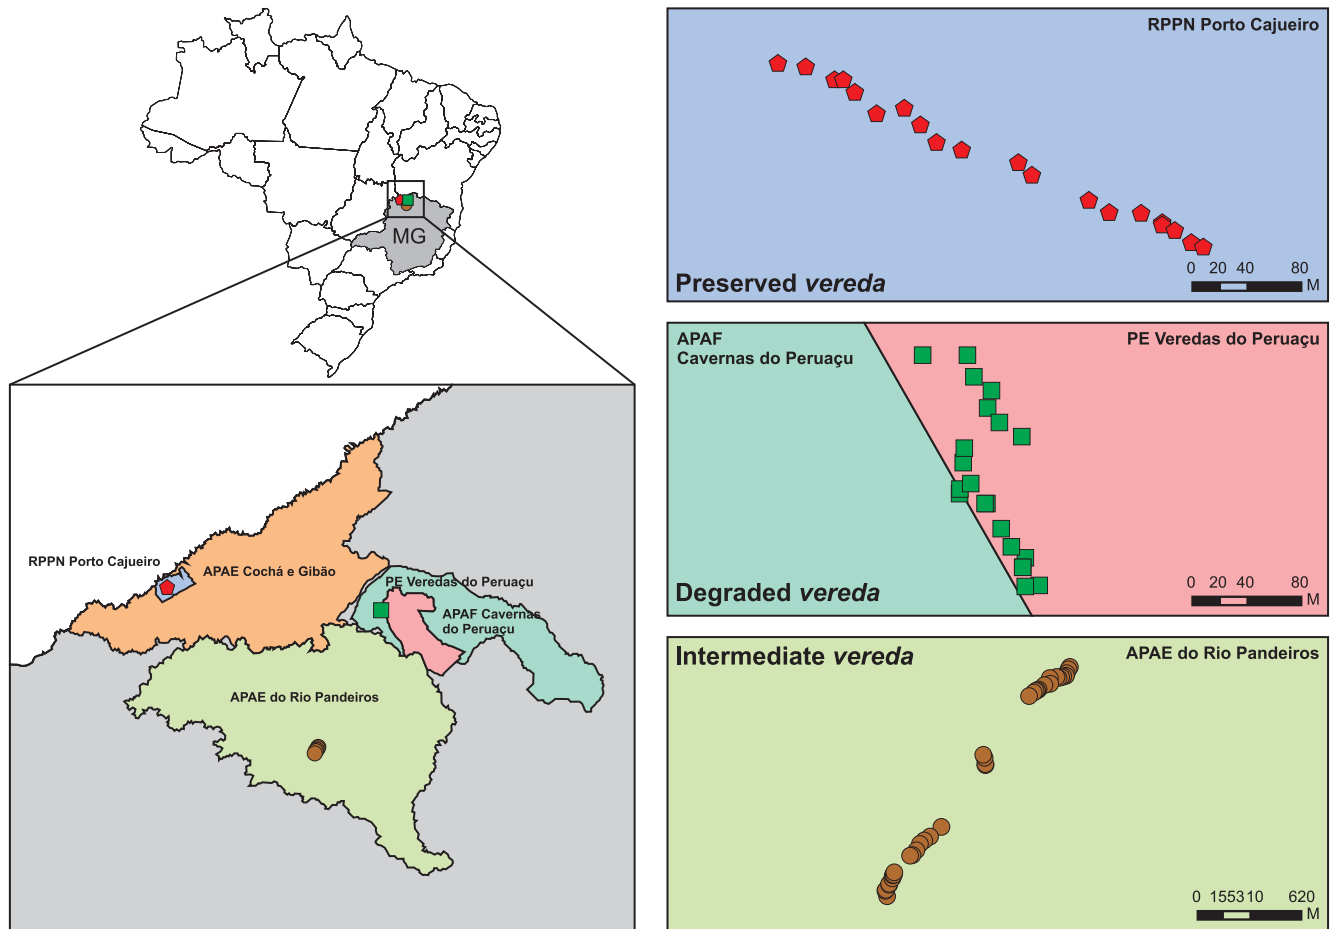 MG
RPPN Porto Cajueiro
APAE Cochá e Gibão
PE Veredas do Peruaçu
APAF Cavernas
do Peruaçu
APAE do Rio Pandeiros
RPPN Porto Cajueiro
Preserved vereda
0 20 40 80
M
APAF
Cavernas do Peruaçu
PE Veredas do Peruaçu
Degraded vereda
0 20 40 80
M
Intermediate vereda
APAE do Rio Pandeiros
0 155310 620
M